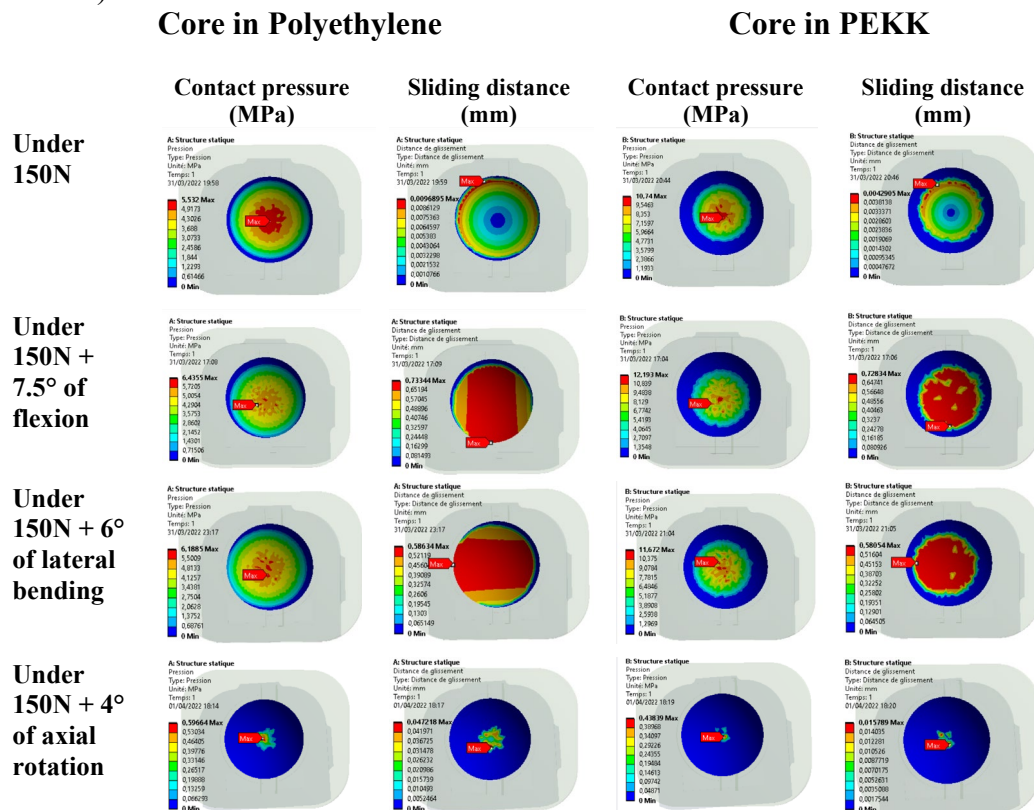 Core in Polyethylene
Core in PEKK
Contact pressure
(MPa)
Sliding distance
(mm)
Contact pressure
(MPa)
Sliding distance
(mm)
Under
150N
A: Structure statique
Pression
Type: Pression
Unité: MPa
Temps: 1
31/03/2022 19:58
5,532 Max
4,9173
4,3026
3,688
3,0733
2,4586
1,844
1,2293
0,61466
0 Min
Max
A: Structure statique
Distance de glissement
Type: Distance de glissement
Unité: mm
Temps: 1
31/03/2022 19:59
0,0096895 Max
0,0086129
0,0075363
0,0064597
0,005383
0,0043064
0,0032298
0,0021532
0,0010766
0 Min
Max
B: Structure statique
Pression
Type: Pression
Unité: MPa
Temps: 1
31/03/2022 20:44
10,74 Max
9,5463
8,353
7,1597
5,9664
4,7731
3,5799
2,3866
1,1933
0 Min
Max
B: Structure statique
Distance de glissement
Type: Distance de glissement
Unité: mm
Temps: 1
31/03/2022 20:46
0,0042905 Max
0,0038138
0,0033371
0,0028603
0,0023836
0,0019069
0,0014302
0,00095345
0,00047672
0 Min
Max
Under
150N +
7.5° of
flexion
A: Structure statique
Pression
Type: Pression
Unité: MPa
Temps: 1
31/03/2022 17:08
6,4355 Max
5,7205
5,0054
4,2904
3,5753
2,8602
2,1452
1,4301
0,71506
0 Min
Max
A: Structure statique
Distance de glissement
Type: Distance de glissement
Unité: mm
Temps: 1
31/03/2022 17:09
0,73344 Max
0,65194
0,57045
0,48896
0,40746
0,32597
0,24448
0,16299
0,081493
0 Min
Max
B: Structure statique
Pression
Type: Pression
Unité: MPa
Temps: 1
31/03/2022 17:04
12,193 Max
10,839
9,4838
8,129
6,7742
5,4193
4,0645
2,7097
1,3548
0 Min
Max
B: Structure statique
Distance de glissement
Type: Distance de glissement
Unité: mm
Temps: 1
31/03/2022 17:06
0,72834 Max
0,64741
0,56648
0,48556
0,40463
0,3237
0,24278
0,16185
0,080926
0 Min
Max
Under
150N + 6°
of lateral
bending
A: Structure statique
Pression
Type: Pression
Unité: MPa
Temps: 1
31/03/2022 23:17
6,1885 Max
5,5009
4,8133
4,1257
3,4381
2,7504
2,0628
1,3752
0,68761
0 Min
Max
A: Structure statique
Distance de glissement
Type: Distance de glissement
Unité: mm
Temps: 1
31/03/2022 23:17
0,58634 Max
0,52119
0,4560
0,39089
0,32574
0,2606
0,19545
0,1303
0,065149
0 Min
Max
B: Structure statique
Pression
Type: Pression
Unité: MPa
Temps: 1
31/03/2022 21:04
11,672 Max
10,375
9,0784
7,7815
6,4846
5,1877
3,8908
2,5938
1,2969
0 Min
Max
B: Structure statique
Distance de glissement
Type: Distance de glissement
Unité: mm
Temps: 1
31/03/2022 21:05
0,58054 Max
0,51604
0,45153
0,38703
0,32252
0,25802
0,19351
0,12901
0,064505
0 Min
Max
Under
150N + 4°
of axial
rotation
A: Structure statique
Pression
Type: Pression
Unité: MPa
Temps: 1
01/04/2022 18:14
0,59664 Max
0,53034
0,46405
0,39776
0,33146
0,26517
0,19888
0,13259
0,066293
0 Min
Max
A: Structure statique
Distance de glissement
Type: Distance de glissement
Unité: mm
Temps: 1
01/04/2022 18:17
0,047218 Max
0,041971
0,036725
0,031478
0,026232
0,020986
0,015739
0,010493
0,0052464
0 Min
Max
B: Structure statique
Pression
Type: Pression
Unité: MPa
Temps: 1
01/04/2022 18:19
0,43839 Max
0,38968
0,34097
0,29226
0,24355
0,19484
0,14613
0,09742
0,04871
0 Min
Max
B: Structure statique
Distance de glissement
Type: Distance de glissement
Unité: mm
Temps: 1
01/04/2022 18:20
0,015789 Max
0,014035
0,012281
0,010526
0,0087719
0,0070175
0,0052631
0,0035088
0,0017544
0 Min
Max